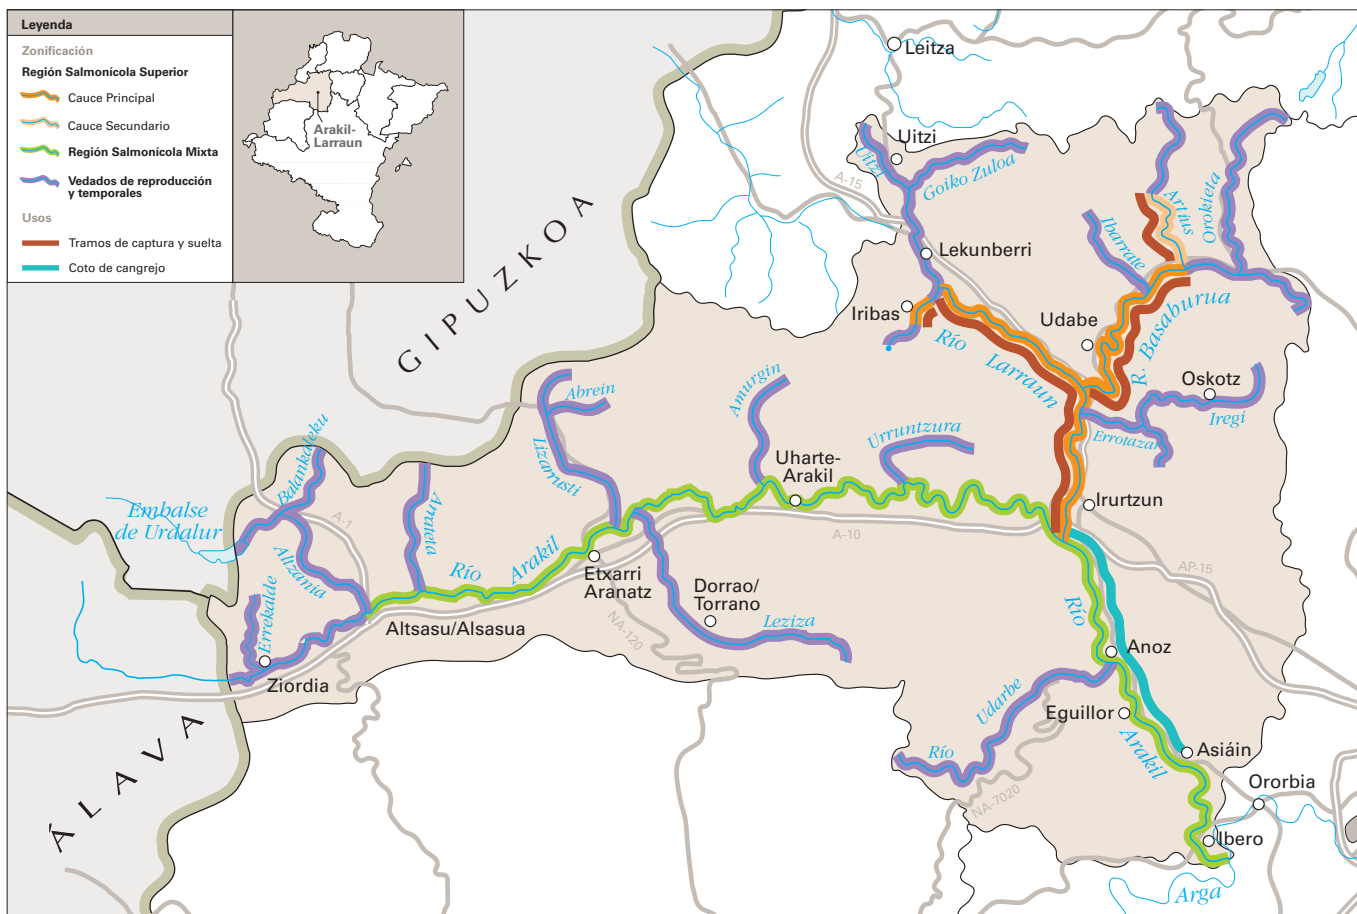 Leyenda
Zonificación
Región Salmonícola Superior
Cauce Principal
Cauce Secundario
Región Salmonícola Mixta
Vedados de reproducción
y temporales
Usos
Tramos de captura y suelta
Coto de cangrejo
Arakil-
Larraun
Leitza
Uitzi
Uitzi
Goiko Zuloa
A-15
Lekunberri
Artius
Orokieta
Ibarrate
GIPUZKOA
Iribas
Río
Larraun
Udabe
R. Basaburua
Oskotz
Iregi
Errotazar
Abrein
Amurgin
Lizarrusti
Urruntzura
Uharte-
Arakil
Irurtzun
Balankaleku
Embalse
de Urdalur
A-1
Arruleta
Altzania
Errekalde
Río
Arakil
Etxarri
Aranatz
A-10
AP-15
Dorrao/
Torrano
Leziza
NA-120
Altsasu/Alsasua
Ziordia
Río
Anoz
Udarbe
Río
Eguillor
Arakil
Asiáin
NA-7020
Ororbia
Ibero
Arga
ÁLAVA